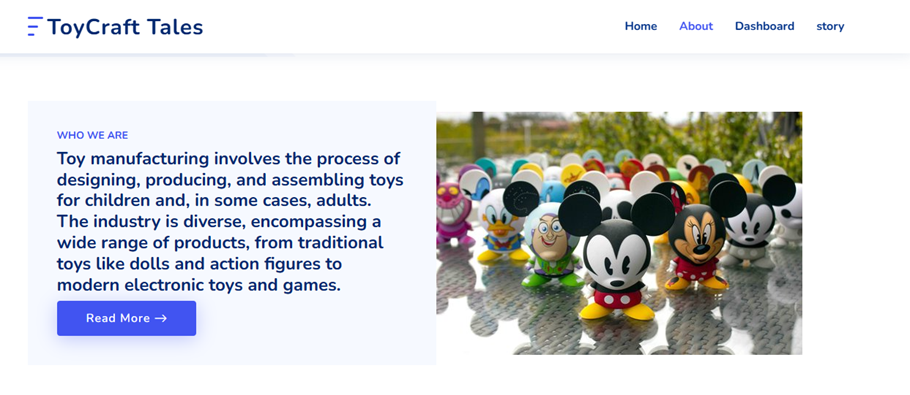 ToyCraft Tales
Home About Dashboard story
WHO WE ARE
Toy manufacturing involves the process of
designing, producing, and assembling toys
for children and, in some cases, adults.
The industry is diverse, encompassing a
wide range of products, from traditional
toys like dolls and action figures to
modern electronic toys and games.
Read More →